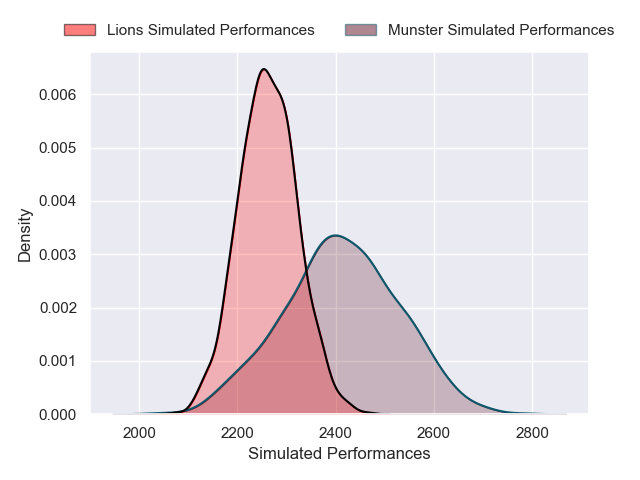 Lions Simulated Performances Munster Simulated Performances
0.006
0.005
0.004
0.003
0.002
0.001
0.000
Density
2000 2200 2400 2600 2800
Simulated Performances